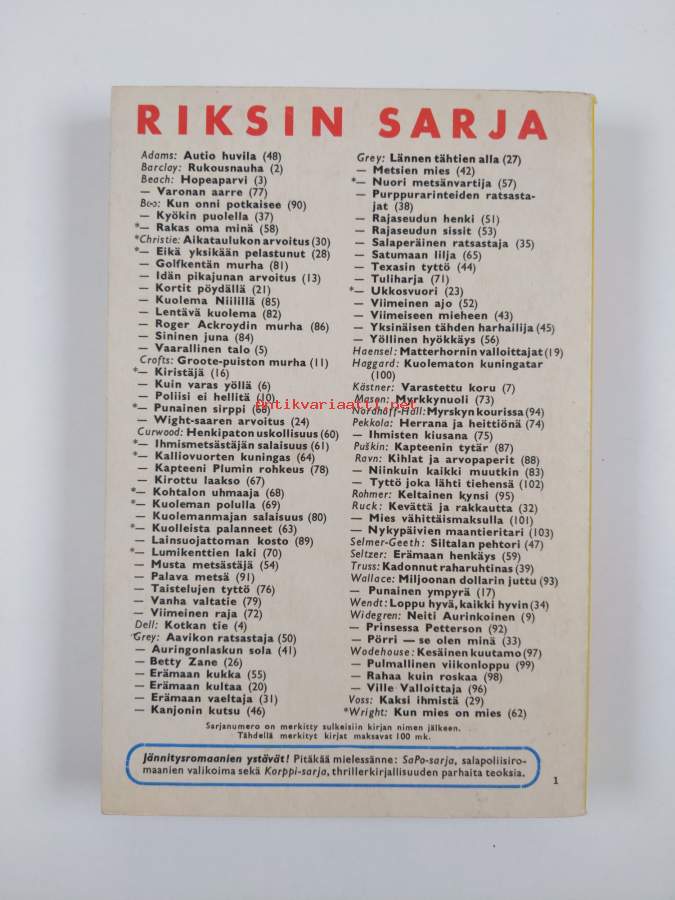 RIKSIN SARJA
Adams: Autio huvila (48)
Barclay: Rukousnauha (2)
Beach: Hopeaparvi (3)
— Varonan aarre (77)
Boo: Kun onni potkaisee (90)
— Kyökin puolella (37)
*— Rakas oma minä (58)
*Christie: Aikataulukon arvoitus (30)
*— Eikä yksikään pelastunut (28)
— Golfkentän murha (81)
— Idän pikajunan arvoitus (13)
— Kortit pöydällä (21)
— Kuolema Niilillä (85)
— Lentävä kuolema (82)
— Roger Ackroydin murha (86)
— Sininen juna (84)
— Vaarallinen talo (5)
Crofts: Groote-puiston murha (11)
*— Kiristäjä (16)
— Kuin varas yöllä (6)
— Poliisi ei hellitä (10)
*— Punainen sirppi (68)
— Wight-saaren arvoitus (24)
Curwood: Henkipaton uskollisuus (60)
*— Ihmismetsästäjän salaisuus (61)
*— Kalliovuorten kuningas (64)
— Kapteeni Plumin rohkeus (78)
— Kirottu laakso (67)
*— Kohtalon uhmaaja (68)
*— Kuoleman polulla (69)
— Kuolemanmajan salaisuus (80)
*— Kuolleista palanneet (63)
— Lainsuojattoman kosto (89)
*— Lumikenttien laki (70)
— Musta metsästäjä (54)
— Palava metsä (91)
— Taistelujen tyttö (76)
— Vanha valtatie (79)
— Viimeinen raja (72)
Dell: Kotkan tie (4)
Grey: Aavikon ratsastaja (50)
— Auringonlaskun sola (41)
— Betty Zane (26)
— Erämaan kukka (55)
— Erämaan kultaa (20)
— Erämaan vaeltaja (31)
— Kanjonin kutsu (46)
Grey: Lännen tähtien alla (27)
— Metsien mies (42)
*— Nuori metsänvartija (57)
— Purppurarinteiden ratsasta-
jat (38)
— Rajaseudun henki (51)
— Rajaseudun sissit (53)
— Salaperäinen ratsastaja (35)
— Satumaan lilja (65)
— Texasin tyttö (44)
— Tuliharja (71)
*— Ukkosvuori (23)
— Viimeinen ajo (52)
— Viimeiseen mieheen (43)
— Yksinäisen tähden harhailija (45)
— Yöllinen hyökkäys (56)
Haensel: Matterhornin valloittajat (19)
Haggard: Kuolematon kuningatar
(100)
Kästner: Varastettu koru (7)
Mason: Myrkkynuoli (73)
Nordhoff-Hall: Myrskyn kourissa (94)
Pekkola: Herrana ja heittiönä (74)
— Ihmisten kiusana (75)
Puškin: Kapteenin tytär (87)
Ravn: Kihlat ja arvopaperit (88)
— Niinkuin kaikki muutkin (83)
— Tyttö joka lähti tiehensä (102)
Rohmer: Keltainen kynsi (95)
Ruck: Kevättä ja rakkautta (32)
— Mies vähittäismaksulla (101)
— Nykypäivien maantieritari (103)
Selmer-Geeth: Siltalan pehtori (47)
Seltzer: Erämaan henkäys (59)
Truss: Kadonnut raharuhtinas (39)
Wallace: Miljoonan dollarin juttu (93)
— Punainen ympyrä (17)
Wendt: Loppu hyvä, kaikki hyvin (34)
Widegren: Neiti Aurinkoinen (9)
— Prinsessa Petterson (92)
— Pörri — se olen minä (33)
Wodehouse: Kesäinen kuutamo (97)
— Pulmallinen viikonloppu (99)
— Rahaa kuin roskaa (98)
— Ville Valloittaja (96)
Voss: Kaksi ihmistä (29)
*Wright: Kun mies on mies (62)
Sarjanumero on merkitty sulkeisiin kirjan nimen jälkeen.
Tähdellä merkityt kirjat maksavat 100 mk.
Jännitysromaanien ystävät! Pitäkää mielessänne: SaPo-sarja, salapoliisiro-
maanien valikoima sekä Korppi-sarja, thrillerkirjallisuuden parhaita teoksia.
1
antikvariaatti.net